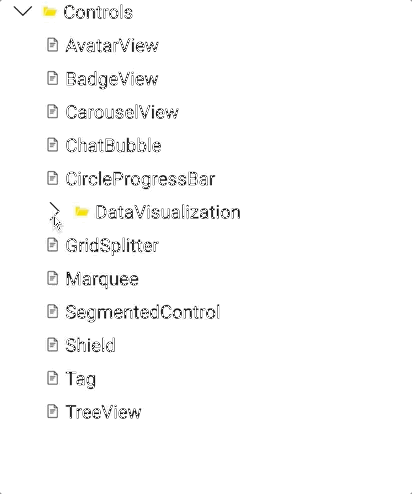 Controls
AvatarView
BadgeView
CarouselView
ChatBubble
CircleProgressBar
DataVisualization
GridSplitter
Marquee
SegmentedControl
Shield
Tag
TreeView